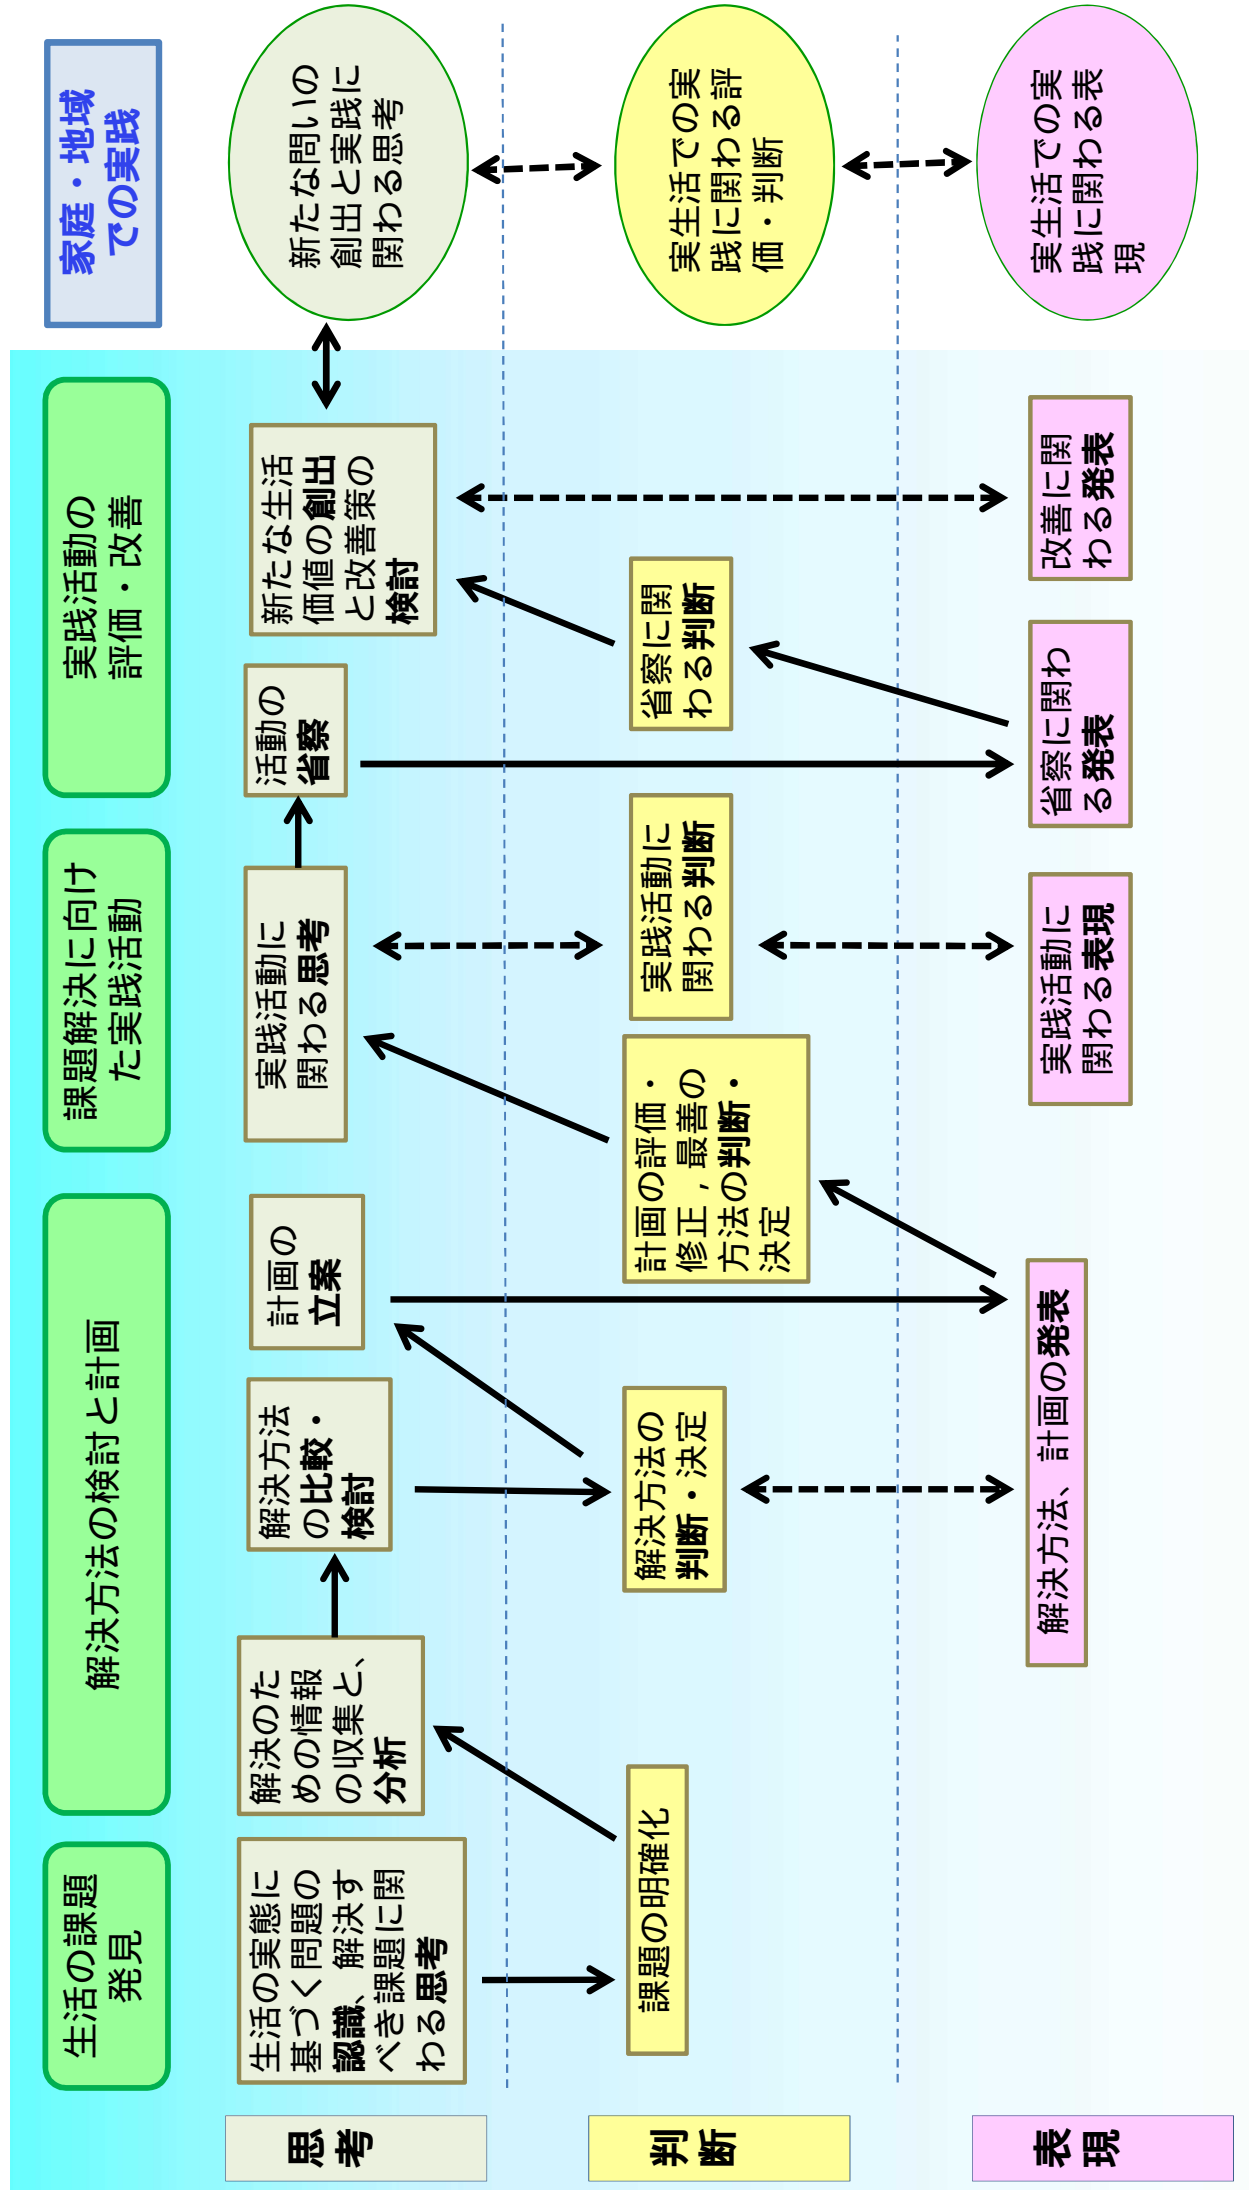 生活の課題
発見
解決方法の検討と計画
課題解決に向け
た実践活動
実践活動の
評価・改善
家庭・地域
での実践
思
考
生活の実態に
基づく問題の
認識、解決す
べき課題に関
わる思考
解決のた
めの情報
の収集と、
分析
解決方法
の比較・
検討
計画の
立案
実践活動に
関わる思考
活動の
省察
新たな生活
価値の創出
と改善策の
検討
新たな問いの
創出と実践に
関わる思考
判
断
課題の明確化
解決方法の
判断・決定
計画の評価・
修正，最善の
方法の判断・
決定
実践活動に
関わる判断
省察に関
わる判断
実生活での実
践に関わる評
価・判断
表
現
解決方法、計画の発表
実践活動に
関わる表現
省察に関わ
る発表
改善に関
わる発表
実生活での実
践に関わる表
現